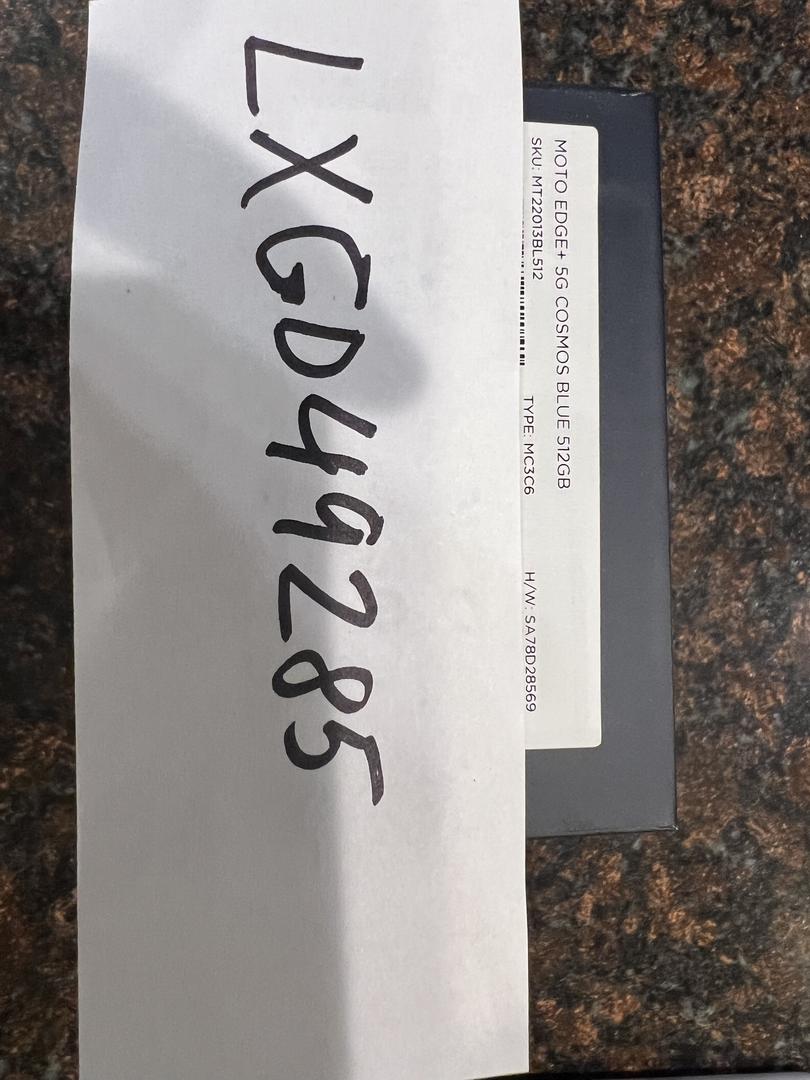 LXGD49285
MOTO EDGE+ 5G COSMOS BLUE 512GB
SKU: MT22013BL512
TYPE: MC3C6
H/W: SA78D28569